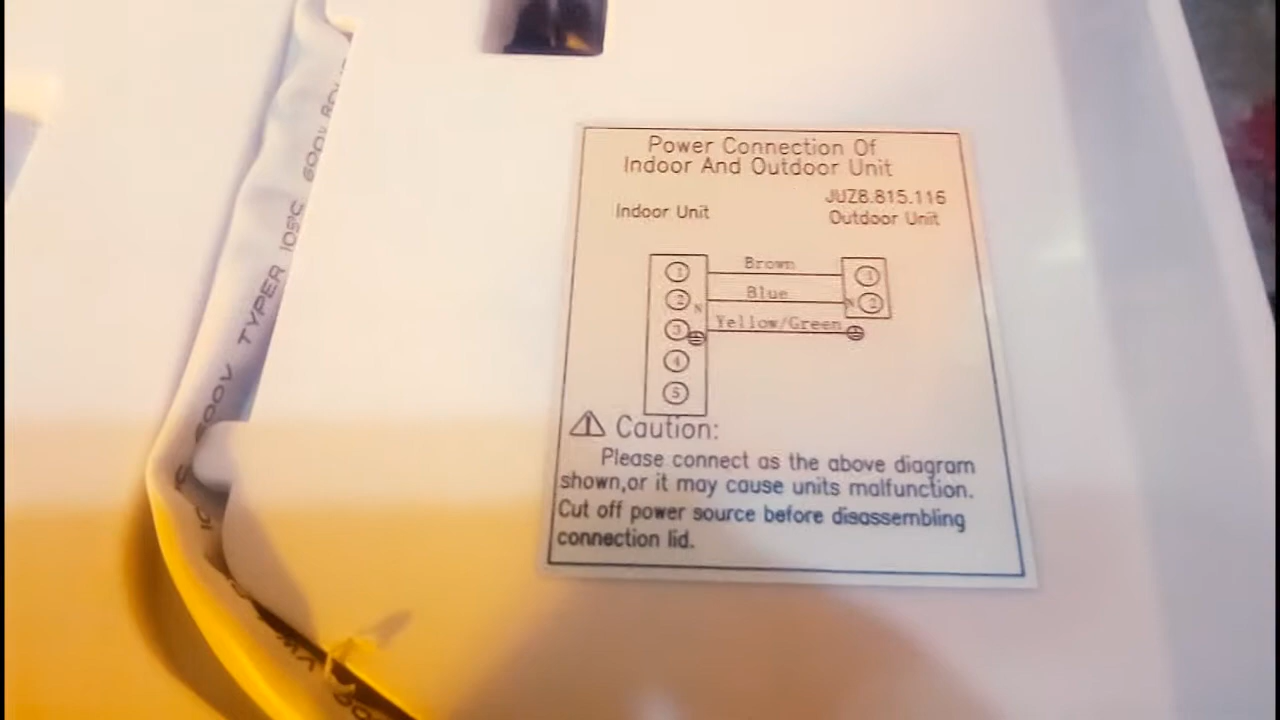 Power Connection Of
Indoor And Outdoor Unit
JUZ8.815.116
Indoor Unit
Outdoor Unit
1 Brown 1
2 N Blue N 2
3 Yellow/Green
4
5
Caution:
Please connect as the above diagram
shown,or it may cause units malfunction.
Cut off power source before disassembling
connection lid.
600V
TYPER 105°C
600V